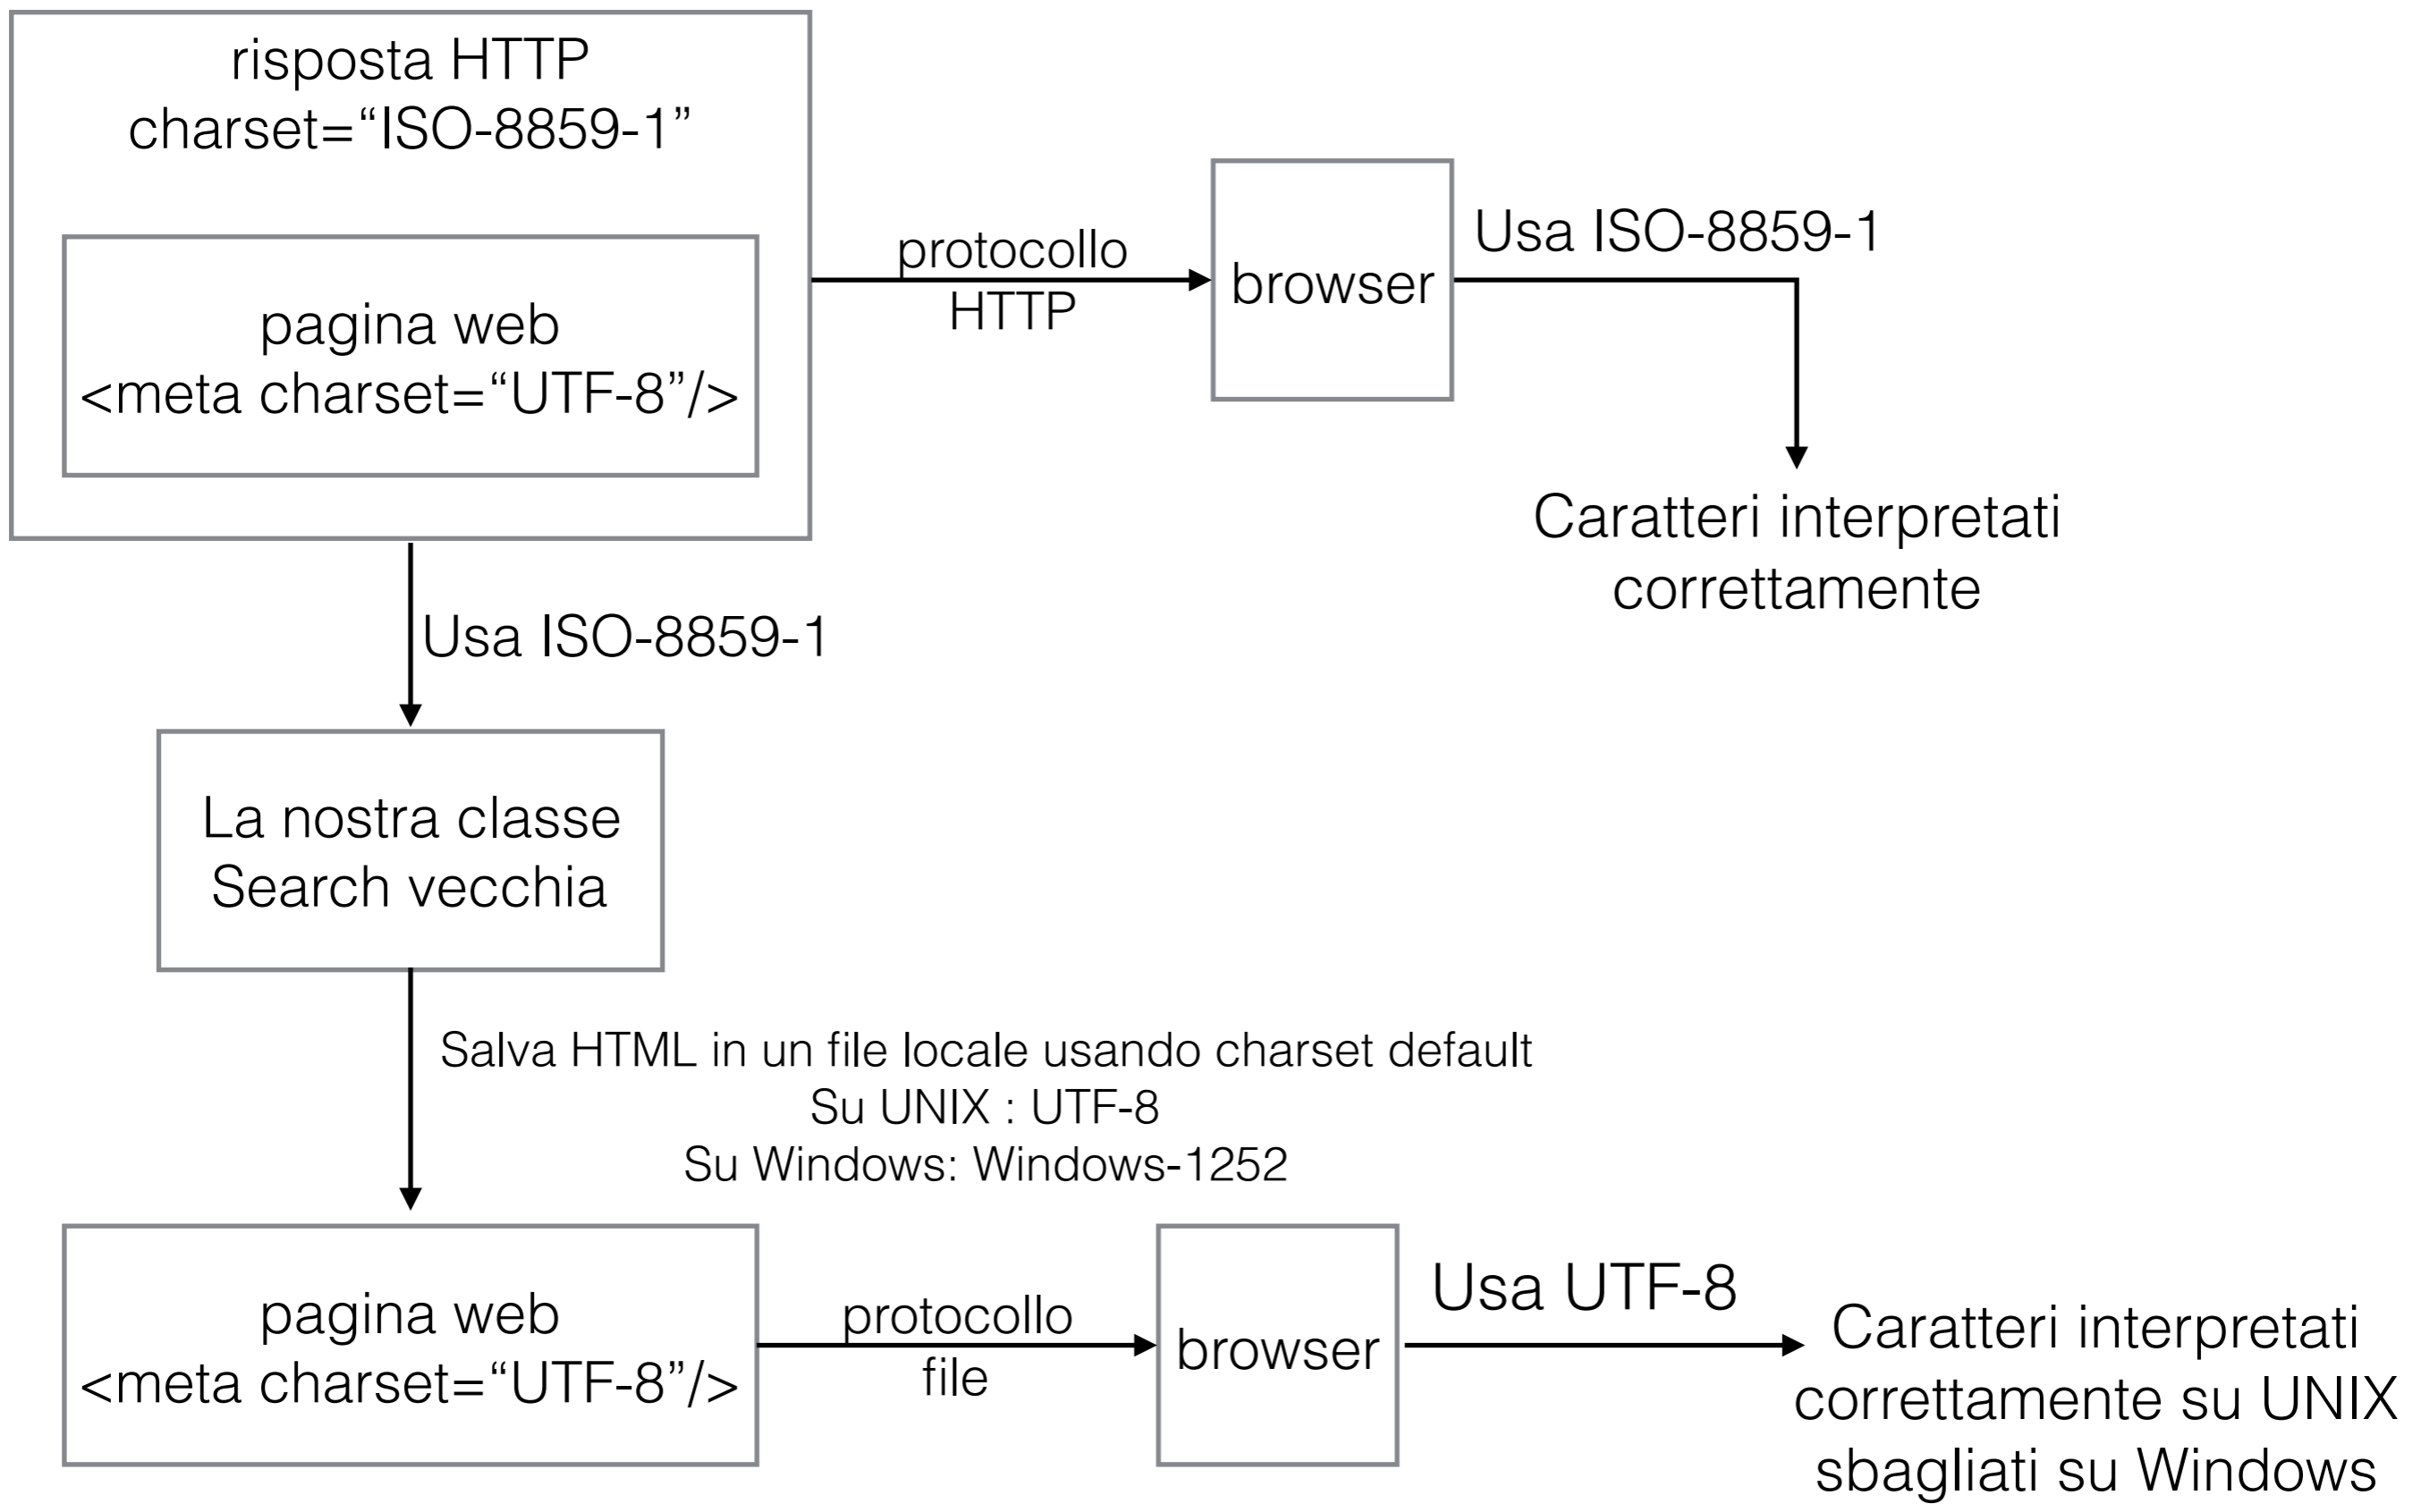 risposta HTTP
charset=“ISO-8859-1”
pagina web
<meta charset=“UTF-8”/>
protocollo
HTTP
browser
Usa ISO-8859-1
Caratteri interpretati
correttamente
Usa ISO-8859-1
La nostra classe
Search vecchia
Salva HTML in un file locale usando charset default
Su UNIX : UTF-8
Su Windows: Windows-1252
pagina web
<meta charset=“UTF-8”/>
protocollo
file
browser
Usa UTF-8
Caratteri interpretati
correttamente su UNIX
sbagliati su Windows